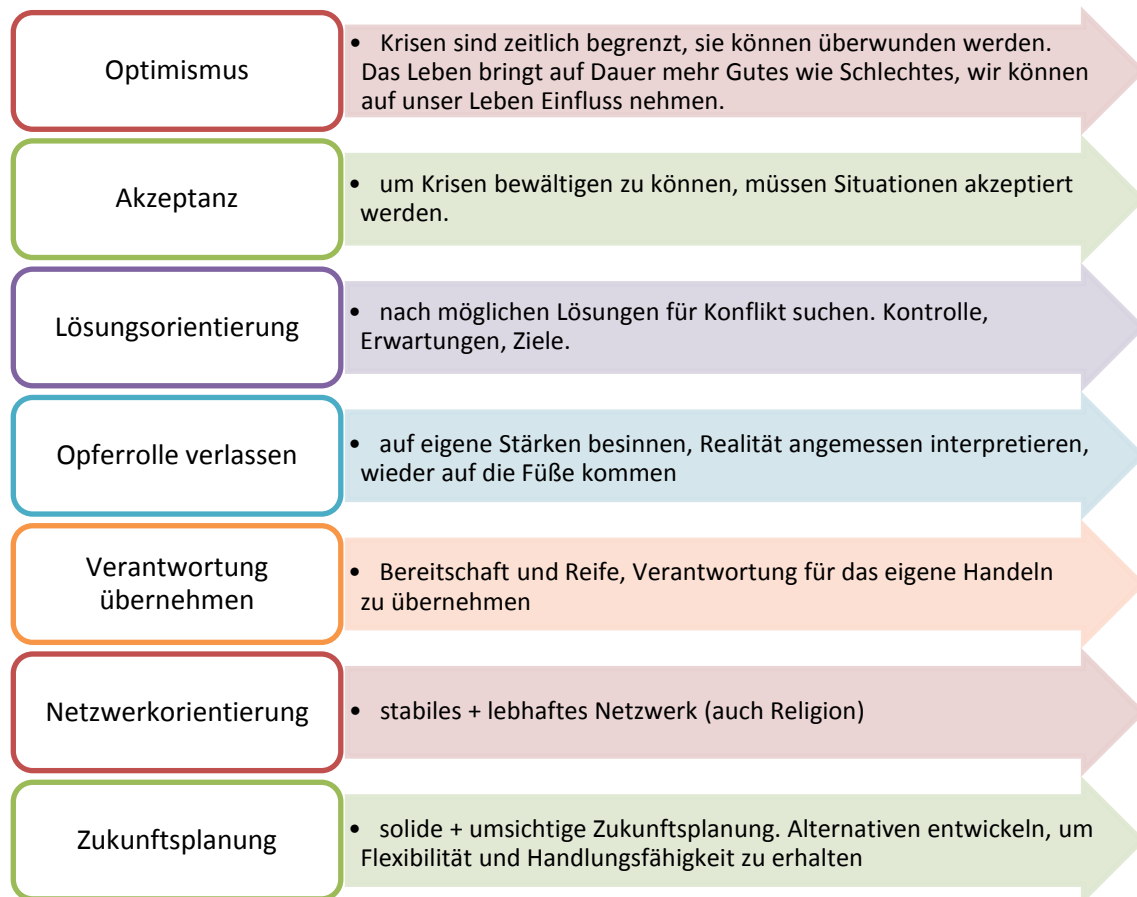 Optimismus
• Krisen sind zeitlich begrenzt, sie können überwunden werden.
Das Leben bringt auf Dauer mehr Gutes wie Schlechtes, wir können
auf unser Leben Einfluss nehmen.
Akzeptanz
• um Krisen bewältigen zu können, müssen Situationen akzeptiert
werden.
Lösungsorientierung
• nach möglichen Lösungen für Konflikt suchen. Kontrolle,
Erwartungen, Ziele.
Opferrolle verlassen
• auf eigene Stärken besinnen, Realität angemessen interpretieren,
wieder auf die Füße kommen
Verantwortung
übernehmen
• Bereitschaft und Reife, Verantwortung für das eigene Handeln
zu übernehmen
Netzwerkorientierung
• stabiles + lebhaftes Netzwerk (auch Religion)
Zukunftsplanung
• solide + umsichtige Zukunftsplanung. Alternativen entwickeln, um
Flexibilität und Handlungsfähigkeit zu erhalten